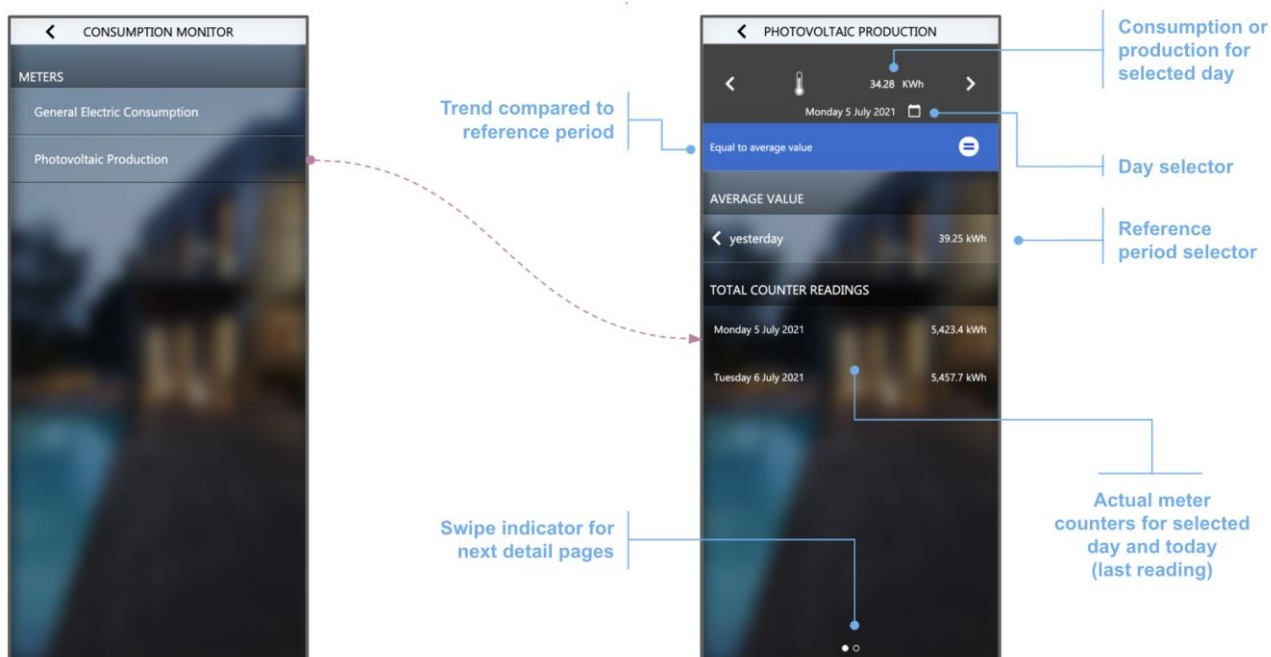 CONSUMPTION MONITOR
METERS
General Electric Consumption
Photovoltaic Production
Trend compared to
reference period
Swipe indicator for
next detail pages
PHOTOVOLTAIC PRODUCTION
34.28 KWh
Monday 5 July 2021
Equal to average value
AVERAGE VALUE
yesterday 39.25 kWh
TOTAL COUNTER READINGS
Monday 5 July 2021 5,423.4 kWh
Tuesday 6 July 2021 5,457.7 kWh
Consumption or
production for
selected day
Day selector
Reference
period selector
Actual meter
counters for selected
day and today
(last reading)